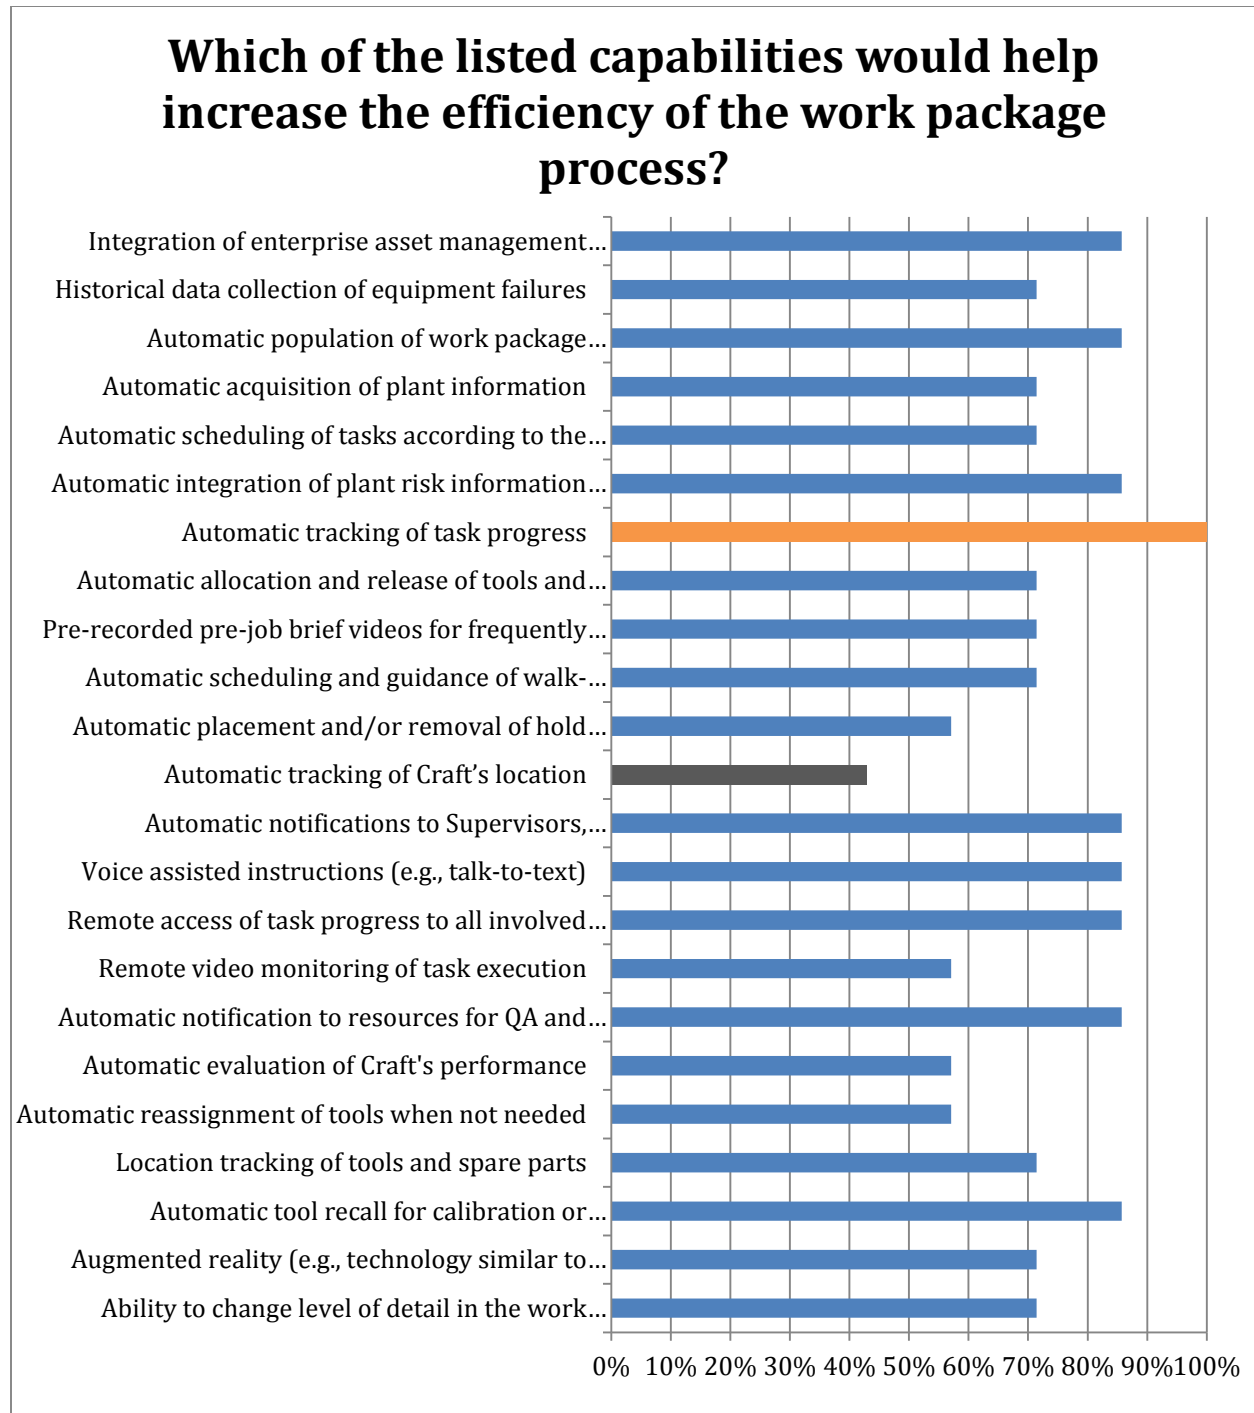 Which of the listed capabilities would help
increase the efficiency of the work package
process?
Integration of enterprise asset management…
Historical data collection of equipment failures
Automatic population of work package…
Automatic acquisition of plant information
Automatic scheduling of tasks according to the…
Automatic integration of plant risk information…
Automatic tracking of task progress
Automatic allocation and release of tools and…
Pre-recorded pre-job brief videos for frequently…
Automatic scheduling and guidance of walk-…
Automatic placement and/or removal of hold…
Automatic tracking of Craft’s location
Automatic notifications to Supervisors,…
Voice assisted instructions (e.g., talk-to-text)
Remote access of task progress to all involved…
Remote video monitoring of task execution
Automatic notification to resources for QA and…
Automatic evaluation of Craft's performance
Automatic reassignment of tools when not needed
Location tracking of tools and spare parts
Automatic tool recall for calibration or…
Augmented reality (e.g., technology similar to…
Ability to change level of detail in the work…
0% 10% 20% 30% 40% 50% 60% 70% 80% 90% 100%